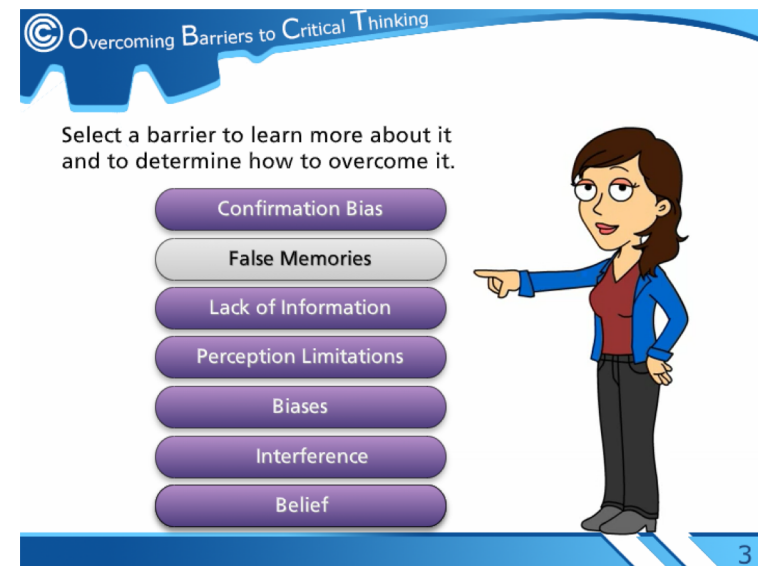 © Overcoming Barriers to Critical Thinking
Select a barrier to learn more about it
and to determine how to overcome it.
Confirmation Bias
False Memories
Lack of Information
Perception Limitations
Biases
Interference
Belief
3